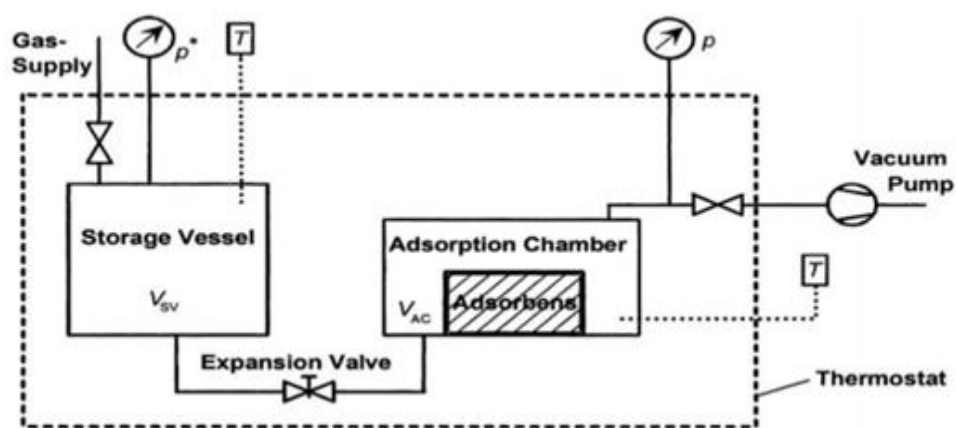 Gas-
Supply
p*
T
p
Vacuum
Pump
Storage Vessel
V_SV
Adsorption Chamber
V_AC
Adsorbens
T
Expansion Valve
Thermostat